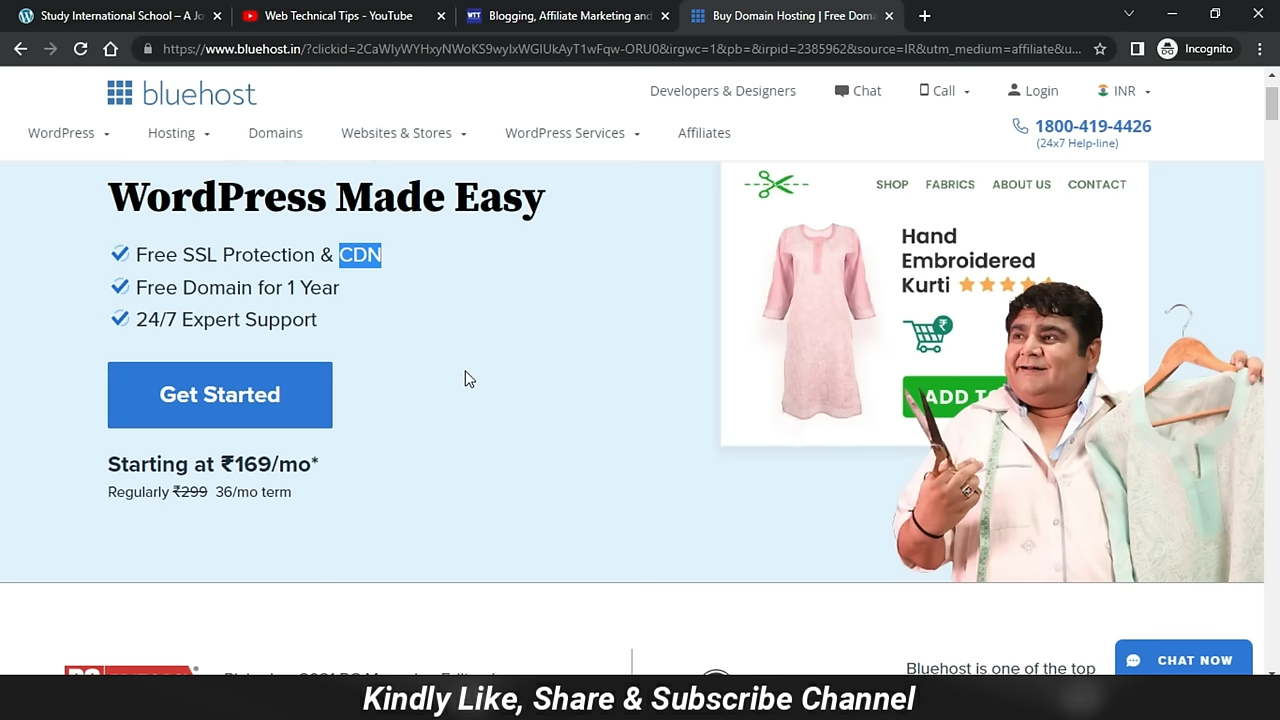 Study International School – A Jo
Web Technical Tips - YouTube
WTT
Blogging, Affiliate Marketing and
Buy Domain Hosting | Free Doma
https://www.bluehost.in/?clickid=2CaWIyWYHxyNWoKS9wyIxWGIUkAyT1wFqw-ORU0&irgwc=1&pb=&irpid=2385962&source=IR&utm_medium=affiliate&u...
Incognito
bluehost
Developers & Designers
Chat
Call
Login
INR
WordPress
Hosting
Domains
Websites & Stores
WordPress Services
Affiliates
1800-419-4426
(24x7 Help-line)
WordPress Made Easy
Free SSL Protection & CDN
Free Domain for 1 Year
24/7 Expert Support
Get Started
Starting at ₹169/mo*
Regularly ₹299 36/mo term
SHOP FABRICS ABOUT US CONTACT
Hand
Embroidered
Kurti
₹
ADD
Bluehost is one of the top
CHAT NOW
Kindly Like, Share & Subscribe Channel